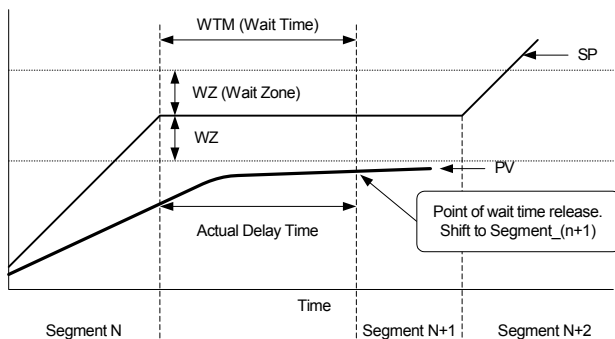 WTM (Wait Time)
SP
WZ (Wait Zone)
WZ
PV
Point of wait time release.
Shift to Segment_(n+1)
Actual Delay Time
Time
Segment N
Segment N+1
Segment N+2